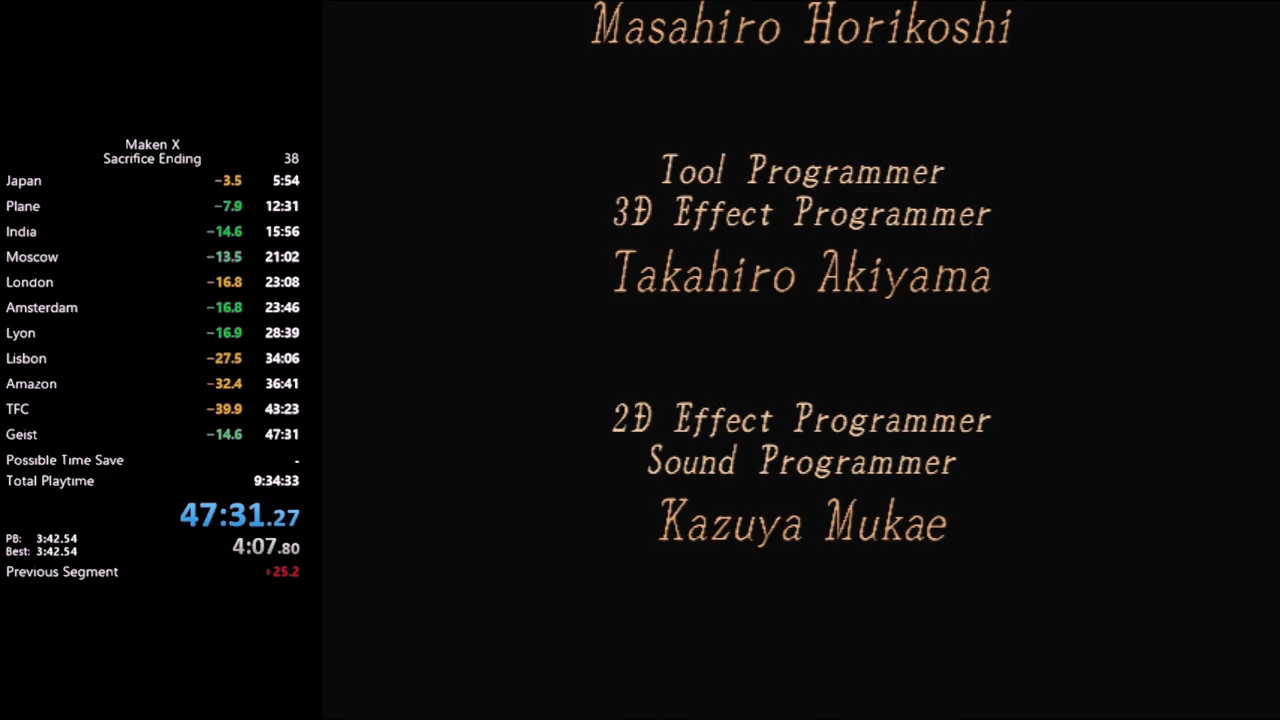 Maken X
Sacrifice Ending 38
Japan -3.5 5:54
Plane -7.9 12:31
India -14.6 15:56
Moscow -13.5 21:02
London -16.8 23:08
Amsterdam -16.8 23:46
Lyon -16.9 28:39
Lisbon -27.5 34:06
Amazon -32.4 36:41
TFC -39.9 43:23
Geist -14.6 47:31
Possible Time Save -
Total Playtime 9:34:33
47:31.27
PB: 3:42.54
Best: 3:42.54
4:07.80
Previous Segment +25.2
Masahiro Horikoshi
Tool Programmer
3D Effect Programmer
Takahiro Akiyama
2D Effect Programmer
Sound Programmer
Kazuya Mukae